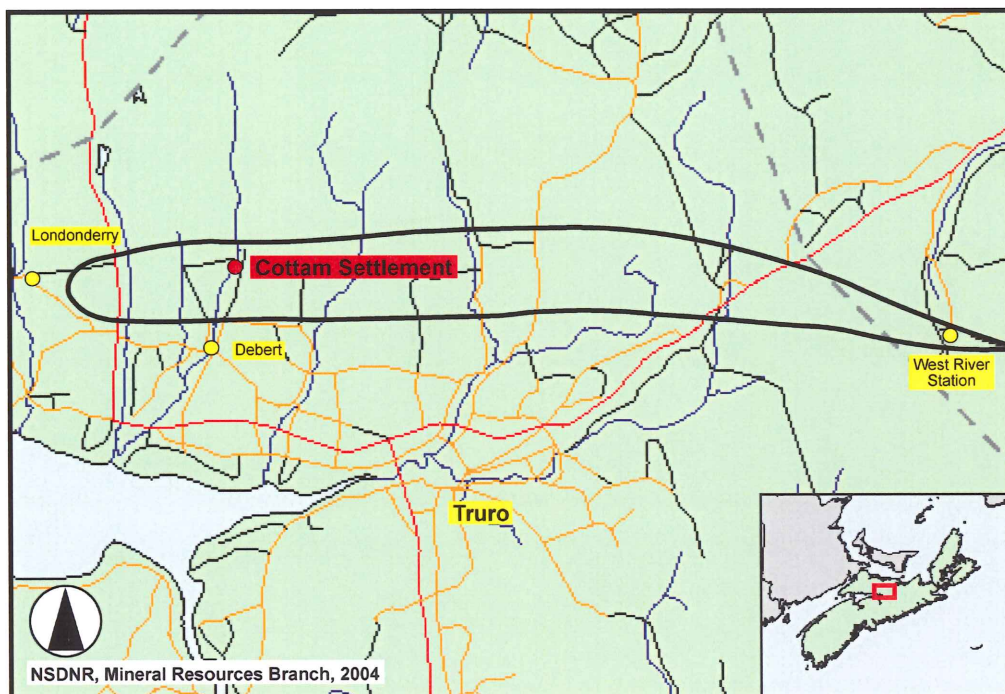 Londonderry
Cottam Settlement
Debert
West River
Station
Truro
NSDNR, Mineral Resources Branch, 2004